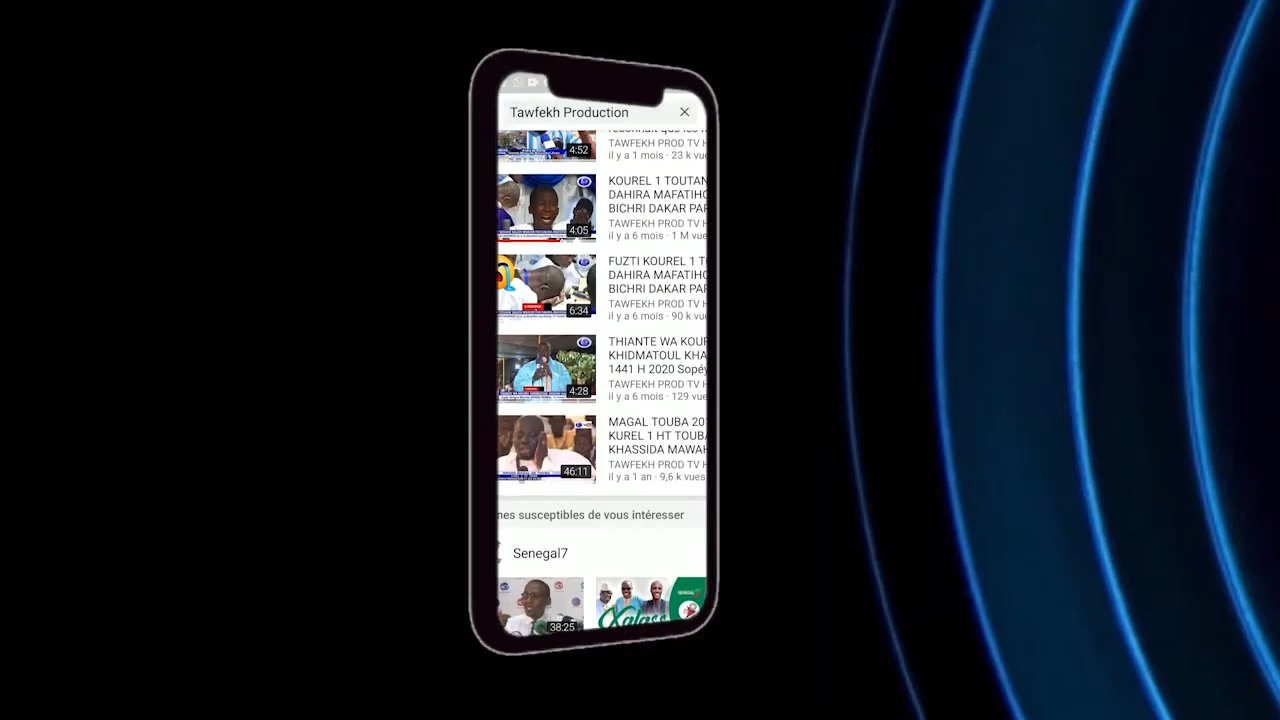 Tawfekh Production
TAWFEKH PROD TV H
il y a 1 mois · 23 k vue
4:52
KOUREL 1 TOUTAN
DAHIRA MAFATIHO
BICHRI DAKAR PAR
TAWFEKH PROD TV H
il y a 6 mois · 1 M vue
4:05
FUZTI KOUREL 1 TO
DAHIRA MAFATIHO
BICHRI DAKAR PAR
TAWFEKH PROD TV H
il y a 6 mois · 90 k vue
6:34
THIANTE WA KOUR
KHIDMATOUL KHA
1441 H 2020 Sopéy
TAWFEKH PROD TV H
il y a 6 mois · 129 vue
4:28
MAGAL TOUBA 20
KUREL 1 HT TOUBA
KHASSIDA MAWAH
TAWFEKH PROD TV H
il y a 1 an · 9,6 k vues
46:11
nes susceptibles de vous intéresser
Senegal7
38:25
Xalass